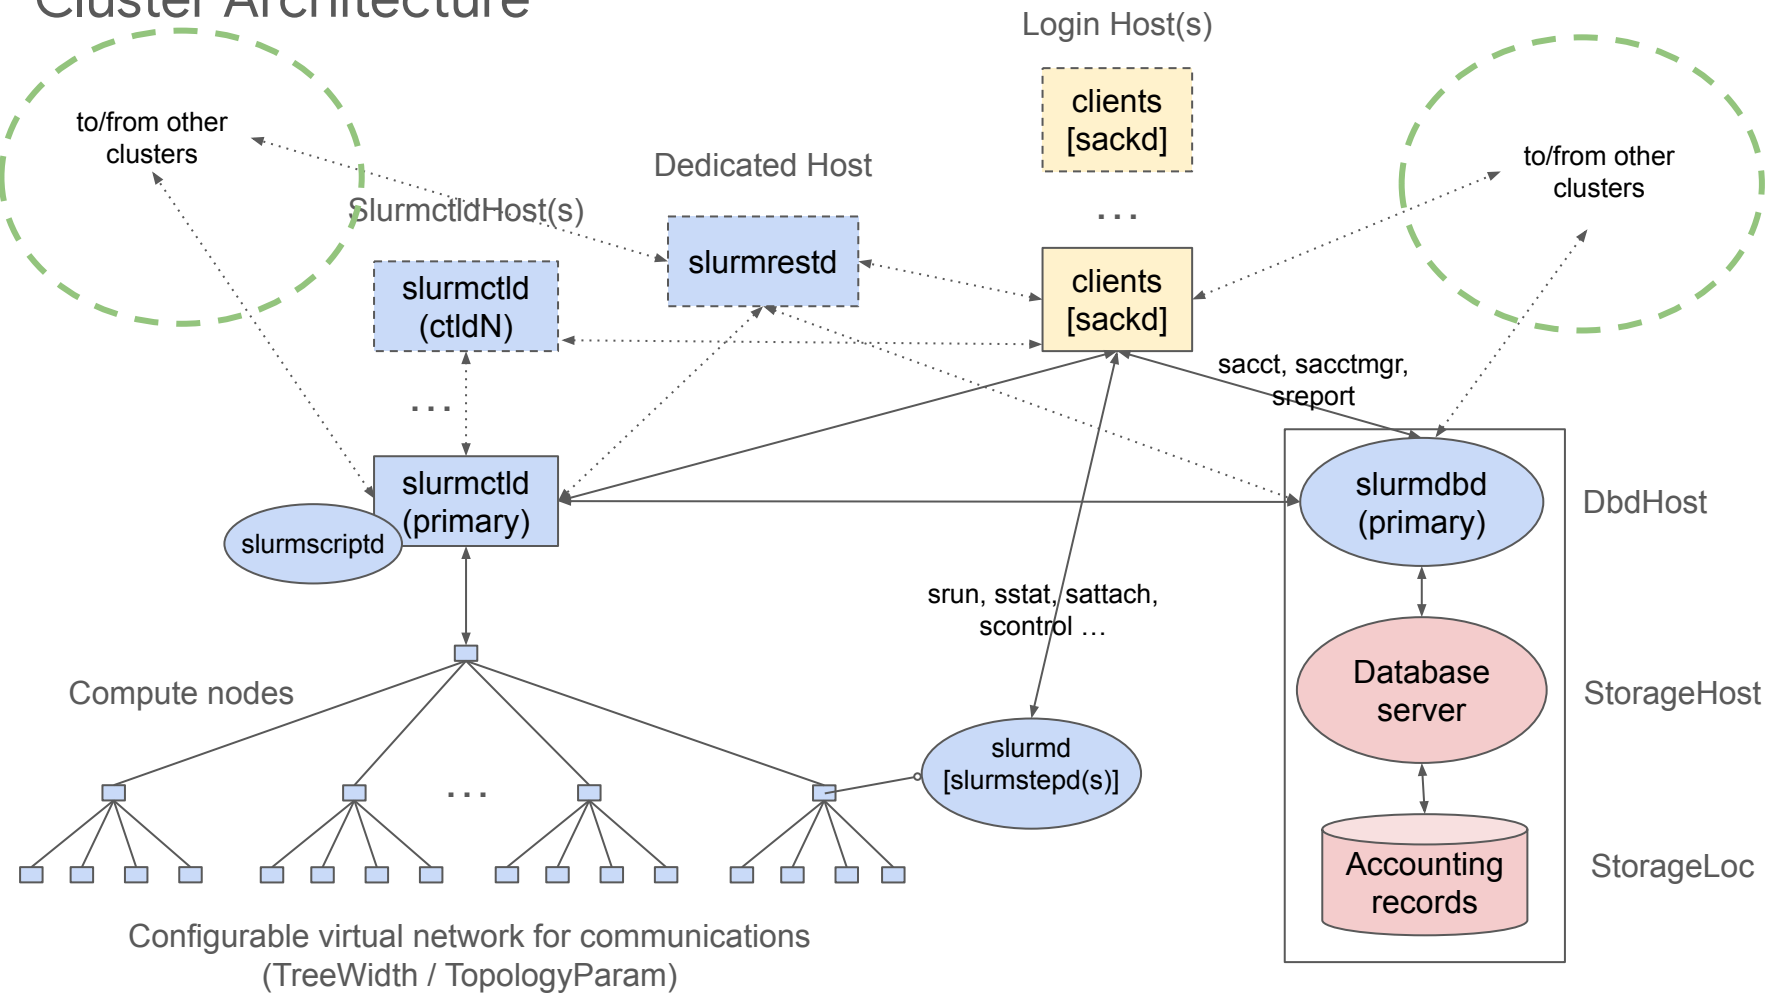 Cluster Architecture
Login Host(s)
clients
[sackd]
to/from other
clusters
Dedicated Host
to/from other
clusters
SlurmctldHost(s)
. . .
slurmrestd
clients
[sackd]
slurmctld
(ctldN)
sacct, sacctmgr,
sreport
. . .
slurmctld
(primary)
slurmscriptd
slurmdbd
(primary)
DbdHost
srun, sstat, sattach,
scontrol …
Compute nodes
Database
server
StorageHost
slurmd
[slurmstepd(s)]
. . .
Accounting
records
StorageLoc
Configurable virtual network for communications
(TreeWidth / TopologyParam)